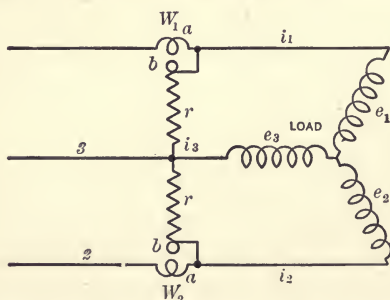 W₁ a i₁
b
r
e₁
3 i₃ e₃ LOAD
e₂
r
b
2 a i₂
W₂